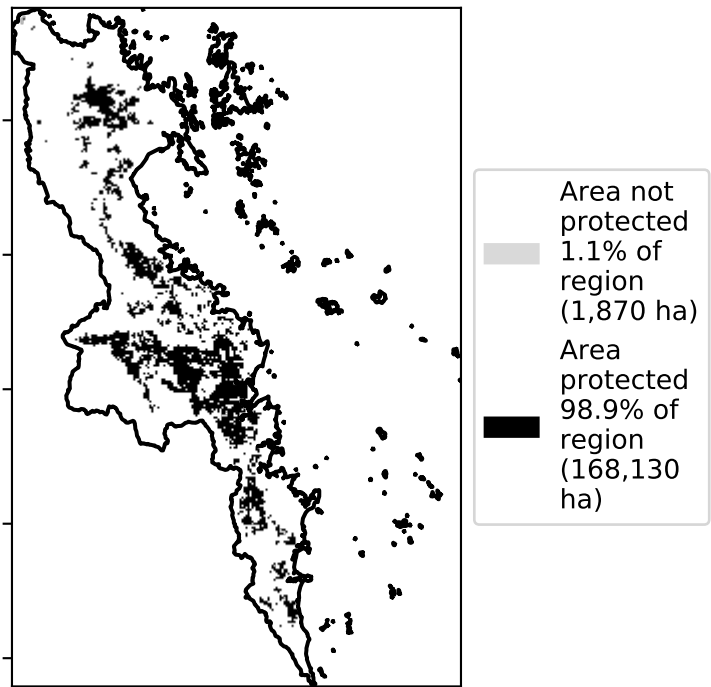 Area not
protected
1.1% of
region
(1,870 ha)
Area
protected
98.9% of
region
(168,130
ha)